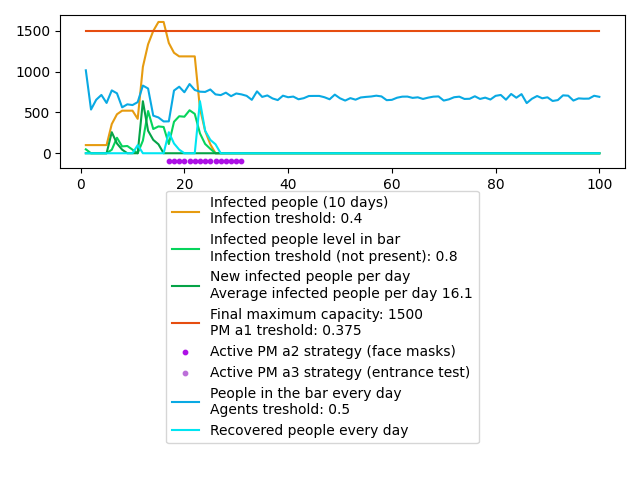 1500
1000
500
0
0 20 40 60 80 100
Infected people (10 days)
Infection treshold: 0.4
Infected people level in bar
Infection treshold (not present): 0.8
New infected people per day
Average infected people per day 16.1
Final maximum capacity: 1500
PM a1 treshold: 0.375
Active PM a2 strategy (face masks)
Active PM a3 strategy (entrance test)
People in the bar every day
Agents treshold: 0.5
Recovered people every day